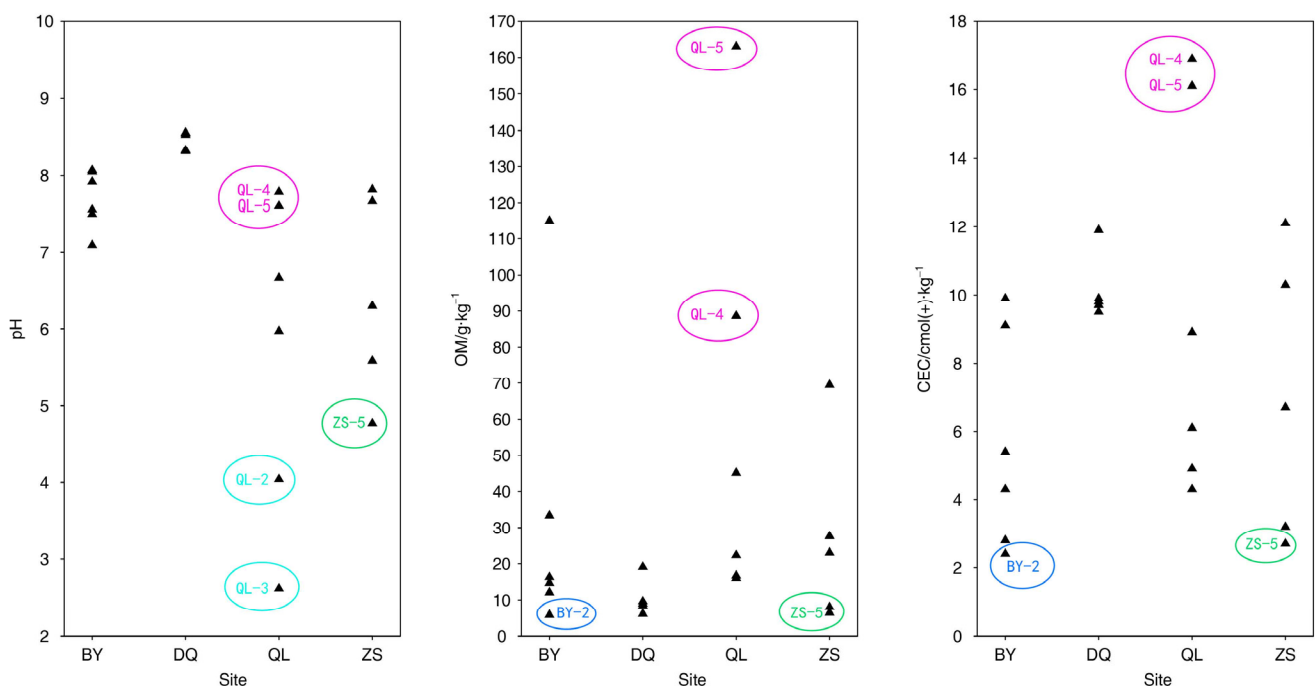 10
9
8
7
6
5
4
3
2
pH
QL-4
QL-5
ZS-5
QL-2
QL-3
BY
DQ
QL
ZS
Site
170
160
150
140
130
120
110
100
90
80
70
60
50
40
30
20
10
0
OM/g·kg⁻¹
QL-5
QL-4
BY-2
ZS-5
BY
DQ
QL
ZS
Site
18
16
14
12
10
8
6
4
2
0
CEC/cmol(+)·kg⁻¹
QL-4
QL-5
ZS-5
BY-2
BY
DQ
QL
ZS
Site